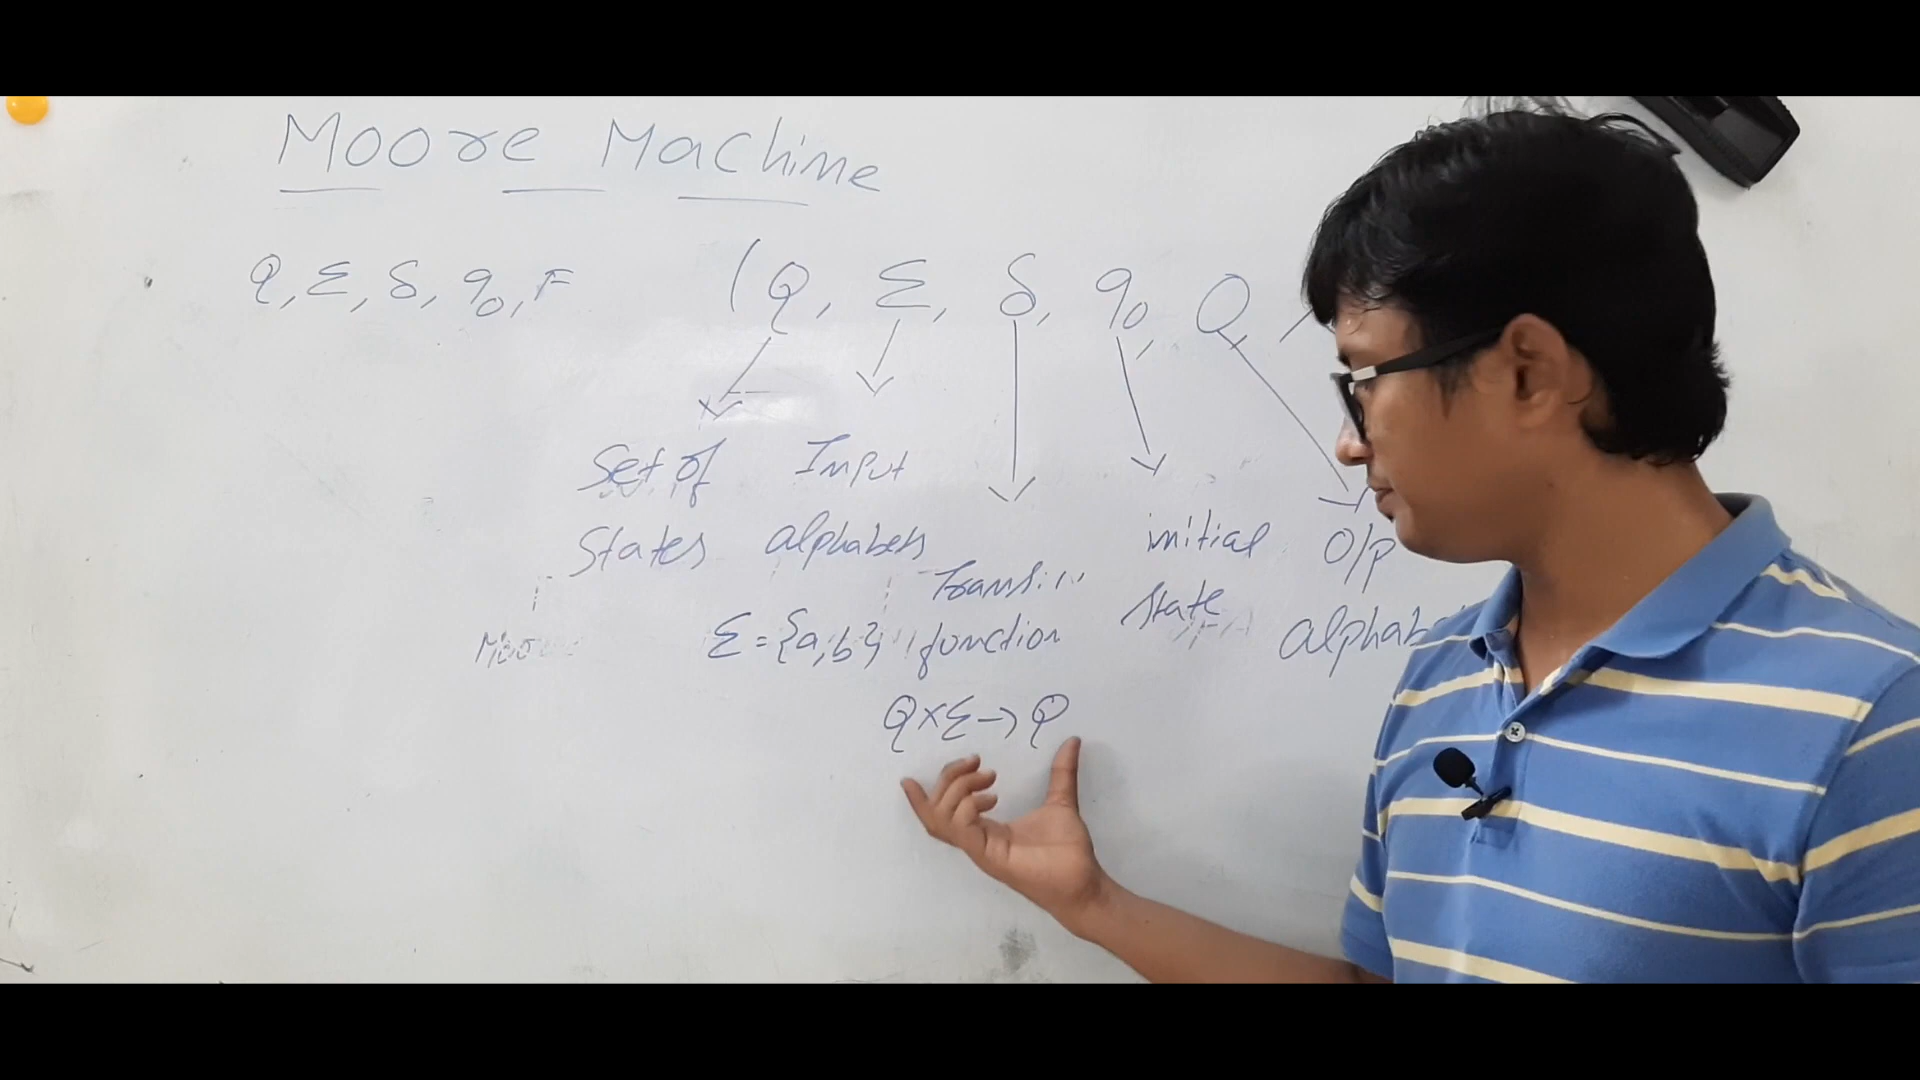 Moore Machine
Q, Σ, δ, q0, F
(Q, Σ, δ, q0, O,
Set of Input
States alphabets initial O/p
function state
Σ = {a, b}
Q×Σ→Q